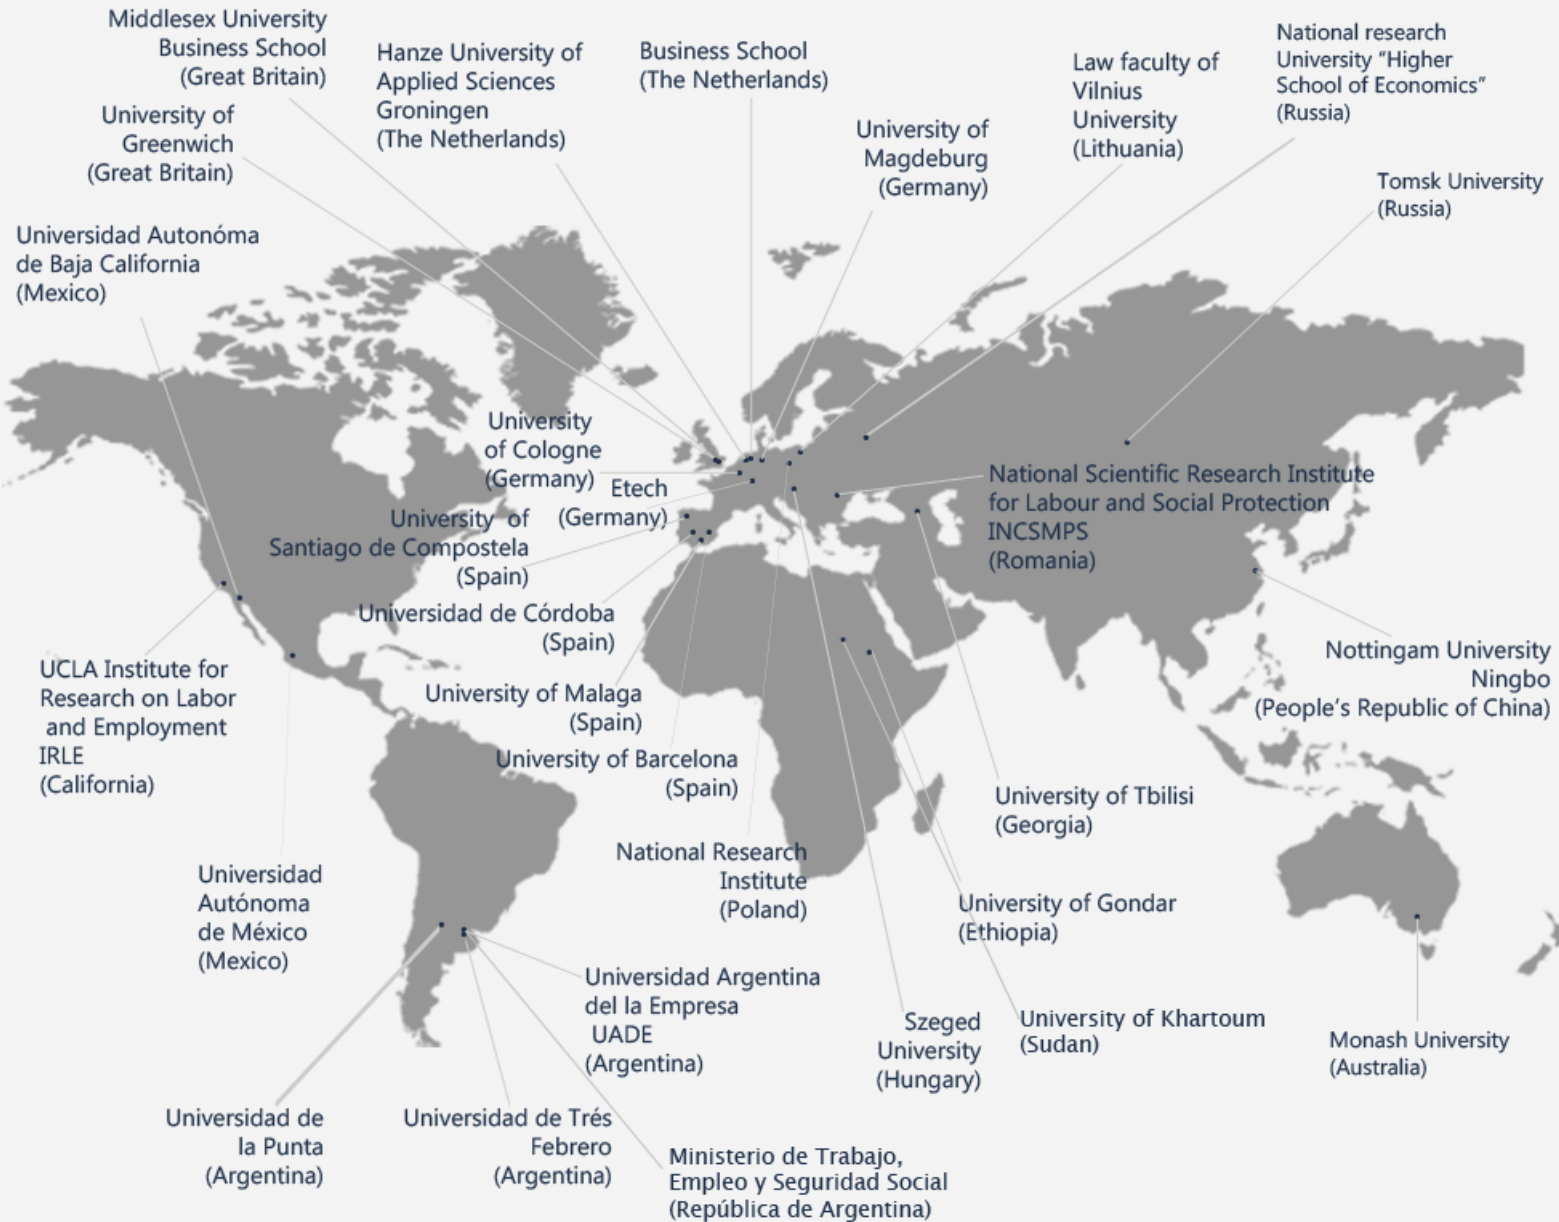 Middlesex University
Business School
(Great Britain)
Hanze University of
Applied Sciences
Groningen
(The Netherlands)
Business School
(The Netherlands)
Law faculty of
Vilnius
University
(Lithuania)
National research
University “Higher
School of Economics”
(Russia)
University of
Greenwich
(Great Britain)
University of
Magdeburg
(Germany)
Tomsk University
(Russia)
Universidad Autonóma
de Baja California
(Mexico)
University
of Cologne
(Germany)
Etech
(Germany)
National Scientific Research Institute
for Labour and Social Protection
INCSMPS
(Romania)
University of
Santiago de Compostela
(Spain)
Universidad de Córdoba
(Spain)
UCLA Institute for
Research on Labor
and Employment
IRLE
(California)
University of Malaga
(Spain)
Nottingam University
Ningbo
(People’s Republic of China)
University of Barcelona
(Spain)
University of Tbilisi
(Georgia)
National Research
Institute
(Poland)
Universidad
Autónoma
de México
(Mexico)
University of Gondar
(Ethiopia)
Universidad Argentina
del la Empresa
UADE
(Argentina)
Szeged
University
(Hungary)
University of Khartoum
(Sudan)
Monash University
(Australia)
Universidad de
la Punta
(Argentina)
Universidad de Trés
Febrero
(Argentina)
Ministerio de Trabajo,
Empleo y Seguridad Social
(República de Argentina)